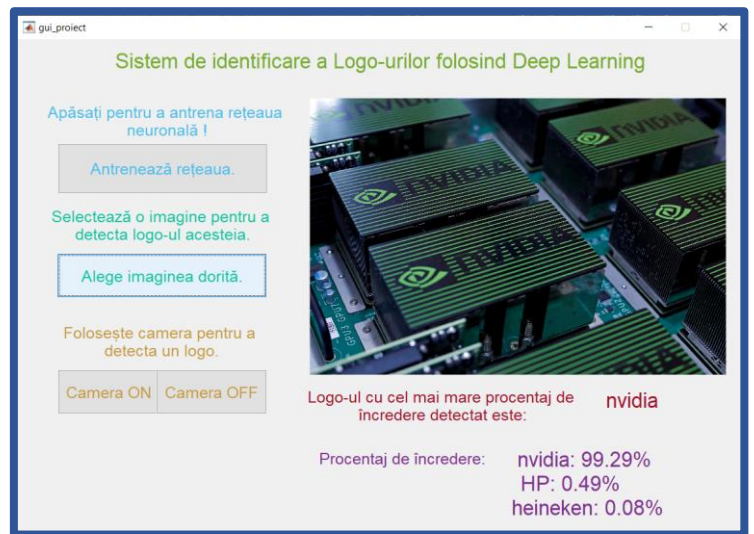 gui_proiect
Sistem de identificare a Logo-urilor folosind Deep Learning
Apăsați pentru a antrena rețeaua
neuronală !
Antrenează rețeaua.
Selectează o imagine pentru a
detecta logo-ul acesteia.
Alege imaginea dorită.
Folosește camera pentru a
detecta un logo.
Camera ON Camera OFF
NVIDIA
NVIDIA
NVIDIA
NVIDIA
Logo-ul cu cel mai mare procentaj de
încredere detectat este:
nvidia
Procentaj de încredere:
nvidia: 99.29%
HP: 0.49%
heineken: 0.08%